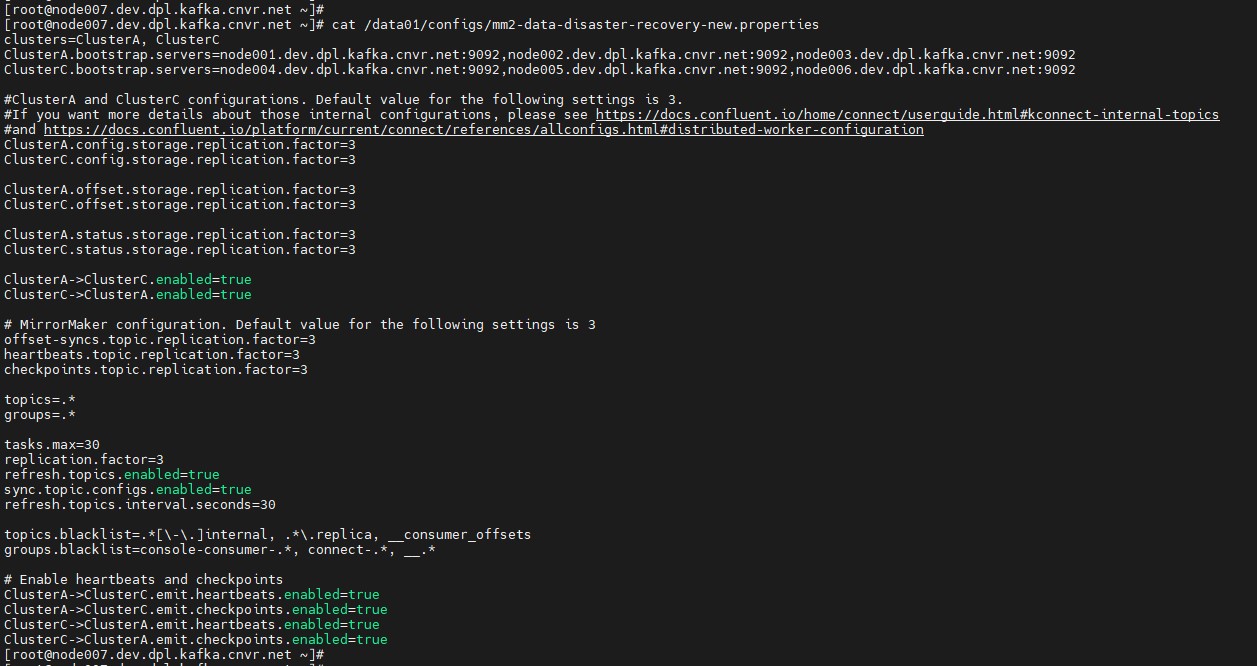 [root@node007.dev.dpl.kafka.cnvr.net ~]#
[root@node007.dev.dpl.kafka.cnvr.net ~]# cat /data01/configs/mm2-data-disaster-recovery-new.properties
clusters=ClusterA, ClusterC
ClusterA.bootstrap.servers=node001.dev.dpl.kafka.cnvr.net:9092,node002.dev.dpl.kafka.cnvr.net:9092,node003.dev.dpl.kafka.cnvr.net:9092
ClusterC.bootstrap.servers=node004.dev.dpl.kafka.cnvr.net:9092,node005.dev.dpl.kafka.cnvr.net:9092,node006.dev.dpl.kafka.cnvr.net:9092
#ClusterA and ClusterC configurations. Default value for the following settings is 3.
#If you want more details about those internal configurations, please see https://docs.confluent.io/home/connect/userguide.html#kconnect-internal-topics
#and https://docs.confluent.io/platform/current/connect/references/allconfigs.html#distributed-worker-configuration
ClusterA.config.storage.replication.factor=3
ClusterC.config.storage.replication.factor=3
ClusterA.offset.storage.replication.factor=3
ClusterC.offset.storage.replication.factor=3
ClusterA.status.storage.replication.factor=3
ClusterC.status.storage.replication.factor=3
ClusterA->ClusterC.enabled=true
ClusterC->ClusterA.enabled=true
# MirrorMaker configuration. Default value for the following settings is 3
offset-syncs.topic.replication.factor=3
heartbeats.topic.replication.factor=3
checkpoints.topic.replication.factor=3
topics=.*
groups=.*
tasks.max=30
replication.factor=3
refresh.topics.enabled=true
sync.topic.configs.enabled=true
refresh.topics.interval.seconds=30
topics.blacklist=.*[\-\.]internal, .*\.replica, __consumer_offsets
groups.blacklist=console-consumer-.*, connect-.*, __.*
# Enable heartbeats and checkpoints
ClusterA->ClusterC.emit.heartbeats.enabled=true
ClusterA->ClusterC.emit.checkpoints.enabled=true
ClusterC->ClusterA.emit.heartbeats.enabled=true
ClusterC->ClusterA.emit.checkpoints.enabled=true
[root@node007.dev.dpl.kafka.cnvr.net ~]#